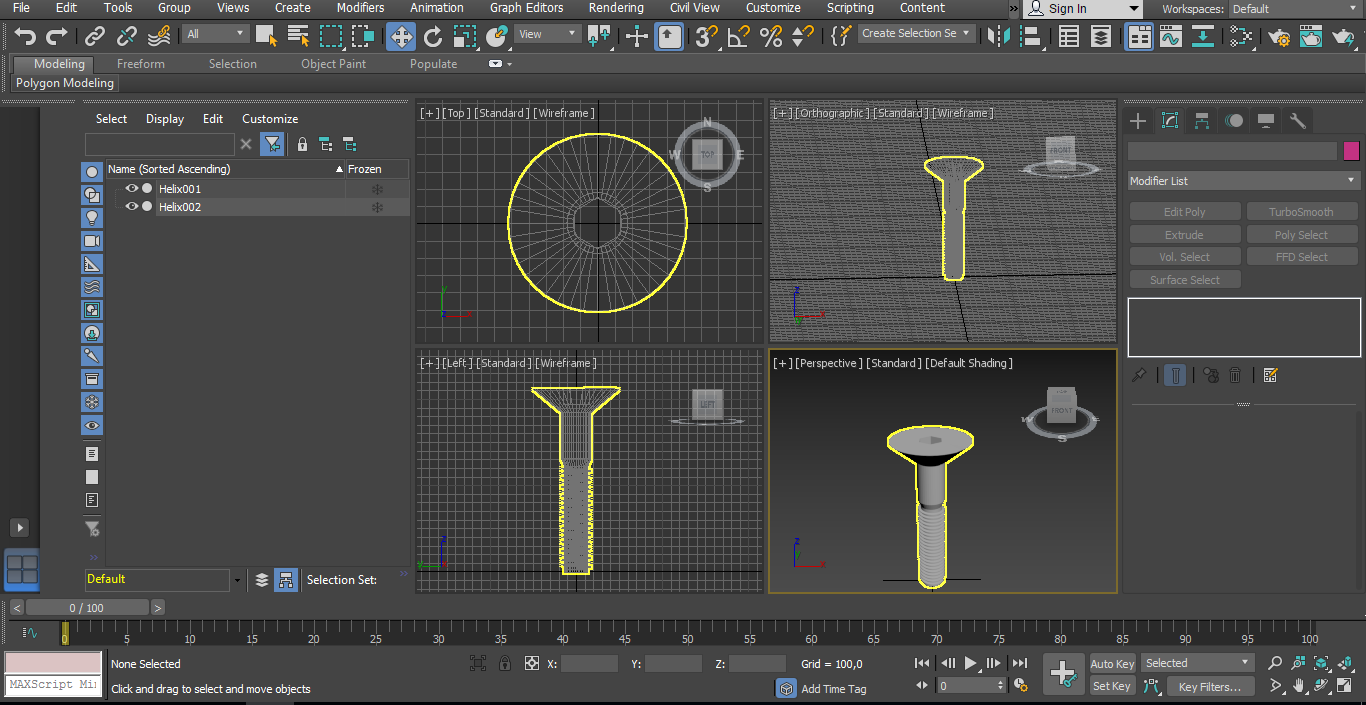 File Edit Tools Group Views Create Modifiers Animation Graph Editors Rendering Civil View Customize Scripting Content » Sign In Workspaces: Default
All View 3 Create Selection Se
Modeling Freeform Selection Object Paint Populate
Polygon Modeling
Select Display Edit Customize
Name (Sorted Ascending) Frozen
Helix001
Helix002
[+] [Top] [Standard] [Wireframe]
N
W TOP E
S
[+] [Orthographic] [Standard] [Wireframe]
FRONT
[+] [Left] [Standard] [Wireframe]
LEFT
[+] [Perspective] [Standard] [Default Shading]
TOP
W FRONT E
S
Modifier List
Edit Poly TurboSmooth
Extrude Poly Select
Vol. Select FFD Select
Surface Select
Default Selection Set:
< 0 / 100 >
0 5 10 15 20 25 30 35 40 45 50 55 60 65 70 75 80 85 90 95 100
None Selected X: Y: Z: Grid = 100,0 Auto Key Selected
MAXScript Mi
Click and drag to select and move objects Add Time Tag 0 Set Key Key Filters...